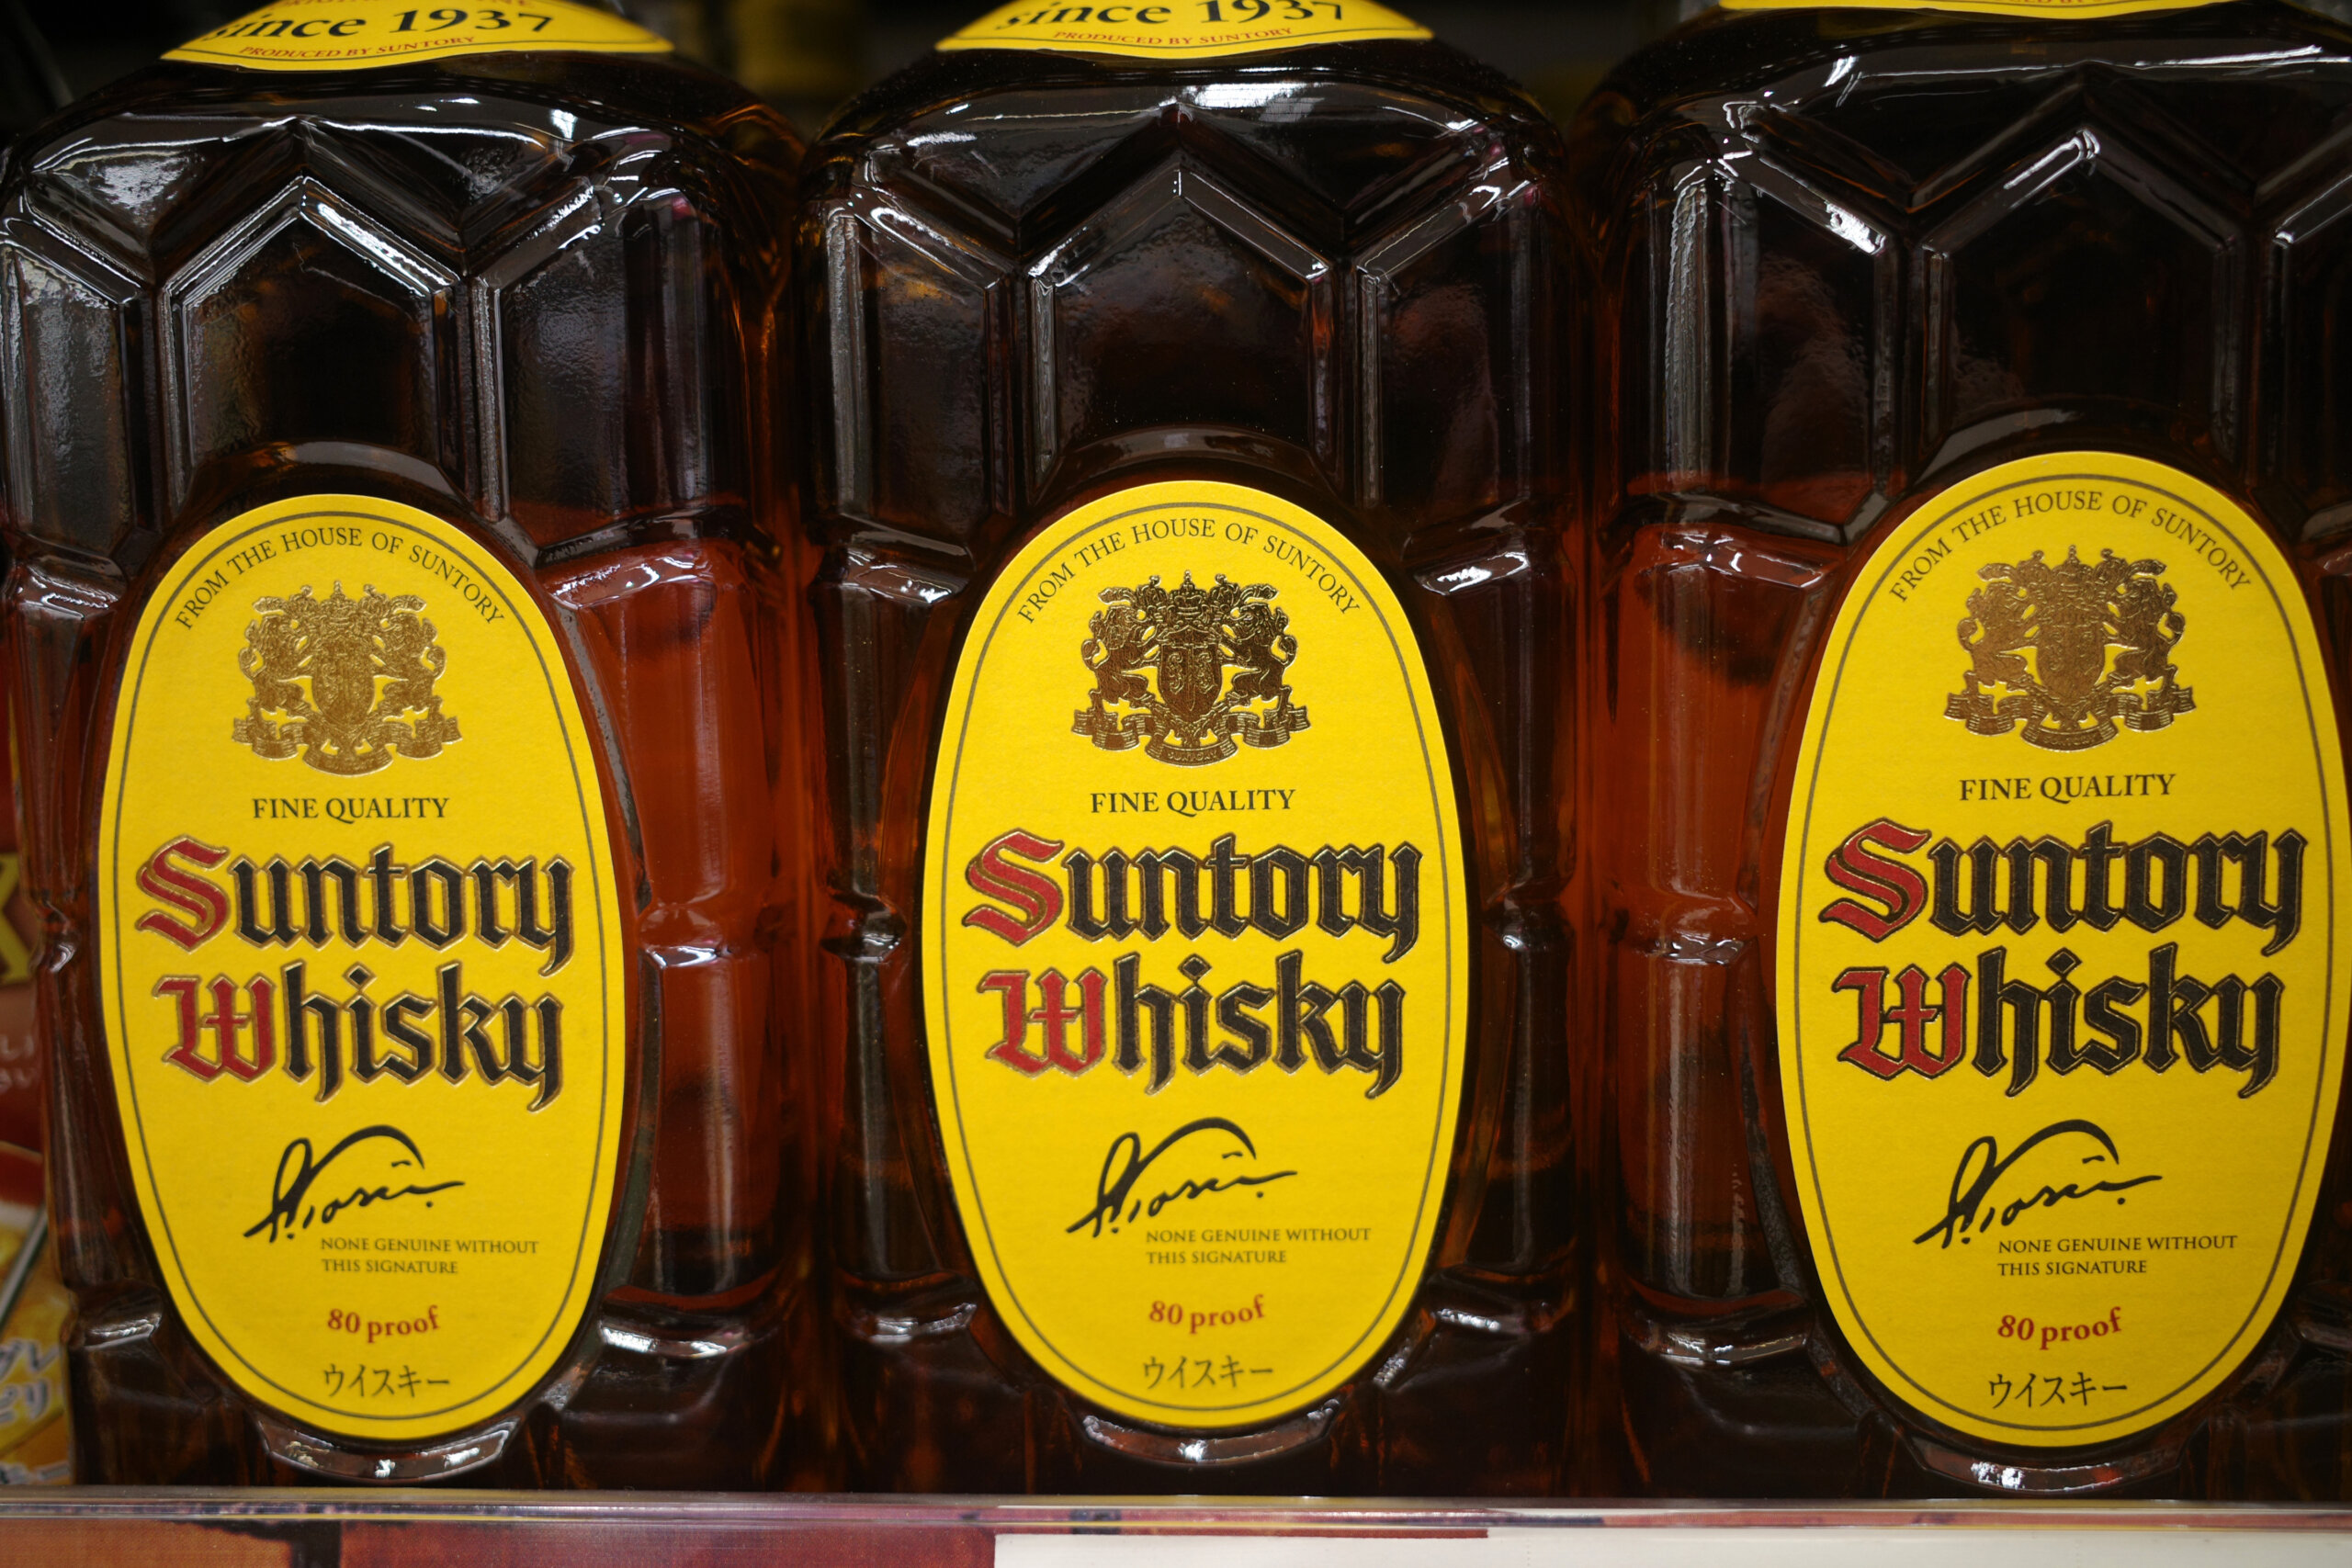 since 1937
PRODUCED BY SUNTORY
FROM THE HOUSE OF SUNTORY
FINE QUALITY
Suntory
Whisky
NONE GENUINE WITHOUT
THIS SIGNATURE
80 proof
ウイスキー
since 1937
PRODUCED BY SUNTORY
FROM THE HOUSE OF SUNTORY
SUNTORY
FINE QUALITY
Suntory
Whisky
NONE GENUINE WITHOUT
THIS SIGNATURE
80 proof
ウイスキー
BY SUNTORY
FROM THE HOUSE OF SUNTORY
FINE QUALITY
Suntory
Whisky
NONE GENUINE WITHOUT
THIS SIGNATURE
80 proof
ウイスキー